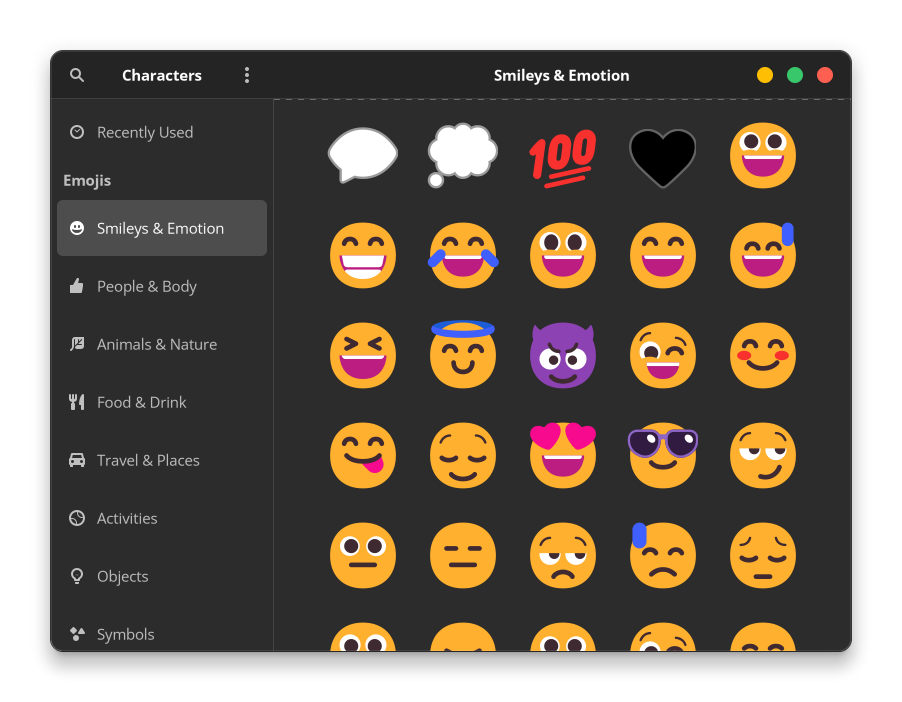 Characters
Smileys & Emotion
Recently Used
Emojis
Smileys & Emotion
People & Body
Animals & Nature
Food & Drink
Travel & Places
Activities
Objects
Symbols
100